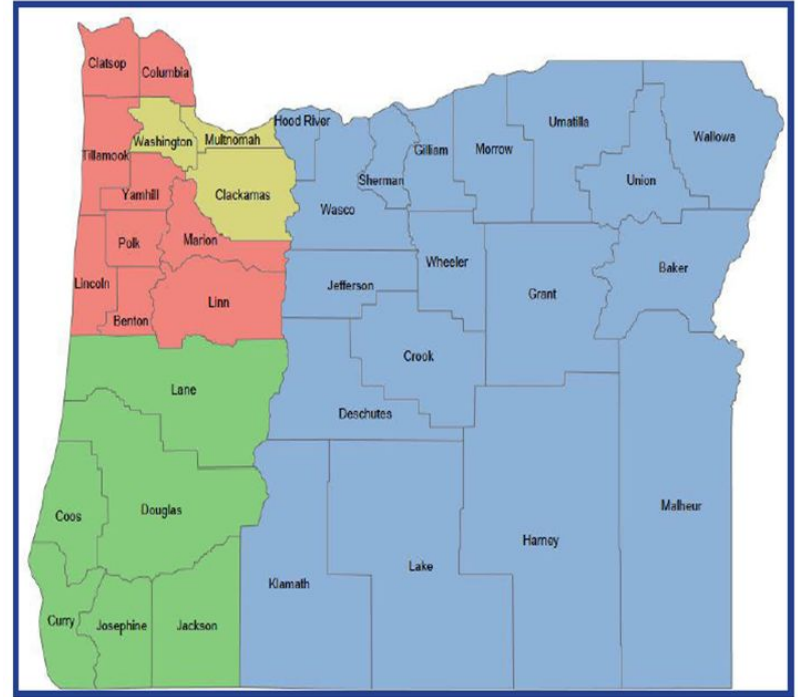 Clatsop
Columbia
Hood River
Umatilla
Wallowa
Washington
Multnomah
Gilliam
Morrow
Tillamook
Sherman
Union
Yamhill
Clackamas
Wasco
Polk
Marion
Wheeler
Baker
Lincoln
Jefferson
Grant
Linn
Benton
Crook
Lane
Deschutes
Douglas
Malheur
Coos
Harney
Lake
Klamath
Curry
Josephine
Jackson